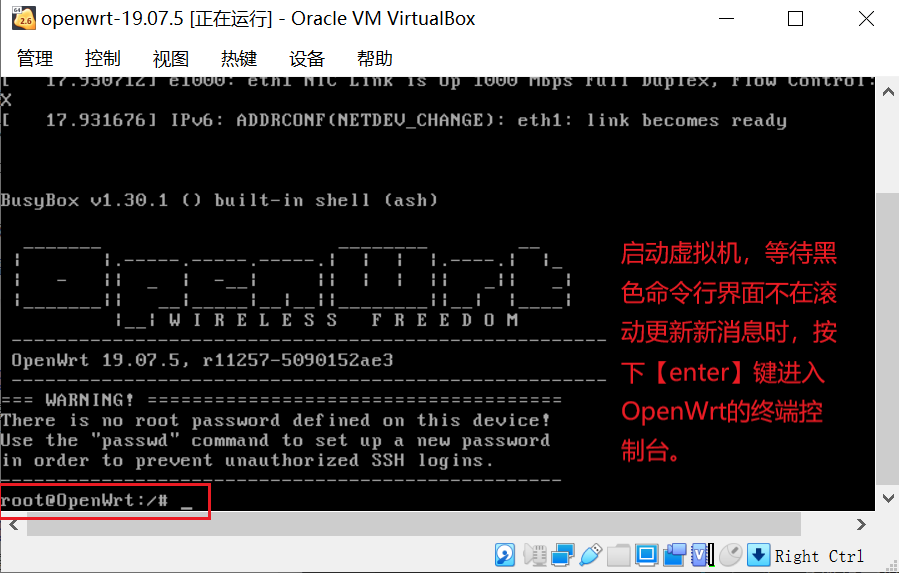 openwrt-19.07.5 [正在运行] - Oracle VM VirtualBox
管理 控制 视图 热键 设备 帮助
[ 17.930712] e1000: eth1 NIC Link is Up 1000 Mbps Full Duplex, Flow Control:
X
[ 17.931676] IPv6: ADDRCONF(NETDEV_CHANGE): eth1: link becomes ready
BusyBox v1.30.1 () built-in shell (ash)
OpenWrt
W I R E L E S S F R E E D O M
-----------------------------------------------------
OpenWrt 19.07.5, r11257-5090152ae3
-----------------------------------------------------
=== WARNING! =====================================
There is no root password defined on this device!
Use the "passwd" command to set up a new password
in order to prevent unauthorized SSH logins.
--------------------------------------------------
root@OpenWrt:/# _
启动虚拟机，等待黑
色命令行界面不在滚
动更新新消息时，按
下【enter】键进入
OpenWrt的终端控
制台。
Right Ctrl